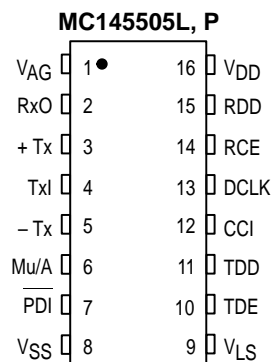 MC145505L, P
VAG 1 16 VDD
RxO 2 15 RDD
+ Tx 3 14 RCE
TxI 4 13 DCLK
– Tx 5 12 CCI
Mu/A 6 11 TDD
PDI 7 10 TDE
VSS 8 9 VLS